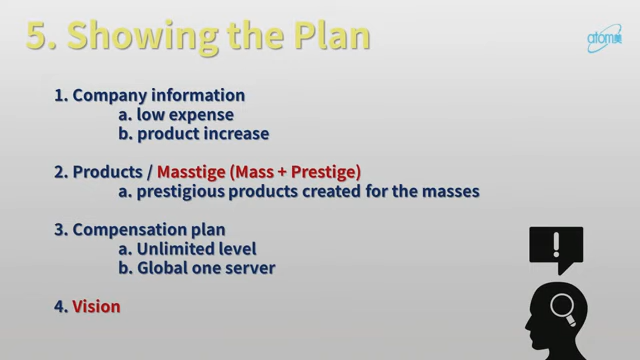 5. Showing the Plan
atomy
1. Company information
a. low expense
b. product increase
2. Products / Masstige (Mass + Prestige)
a. prestigious products created for the masses
3. Compensation plan
a. Unlimited level
b. Global one server
4. Vision
!